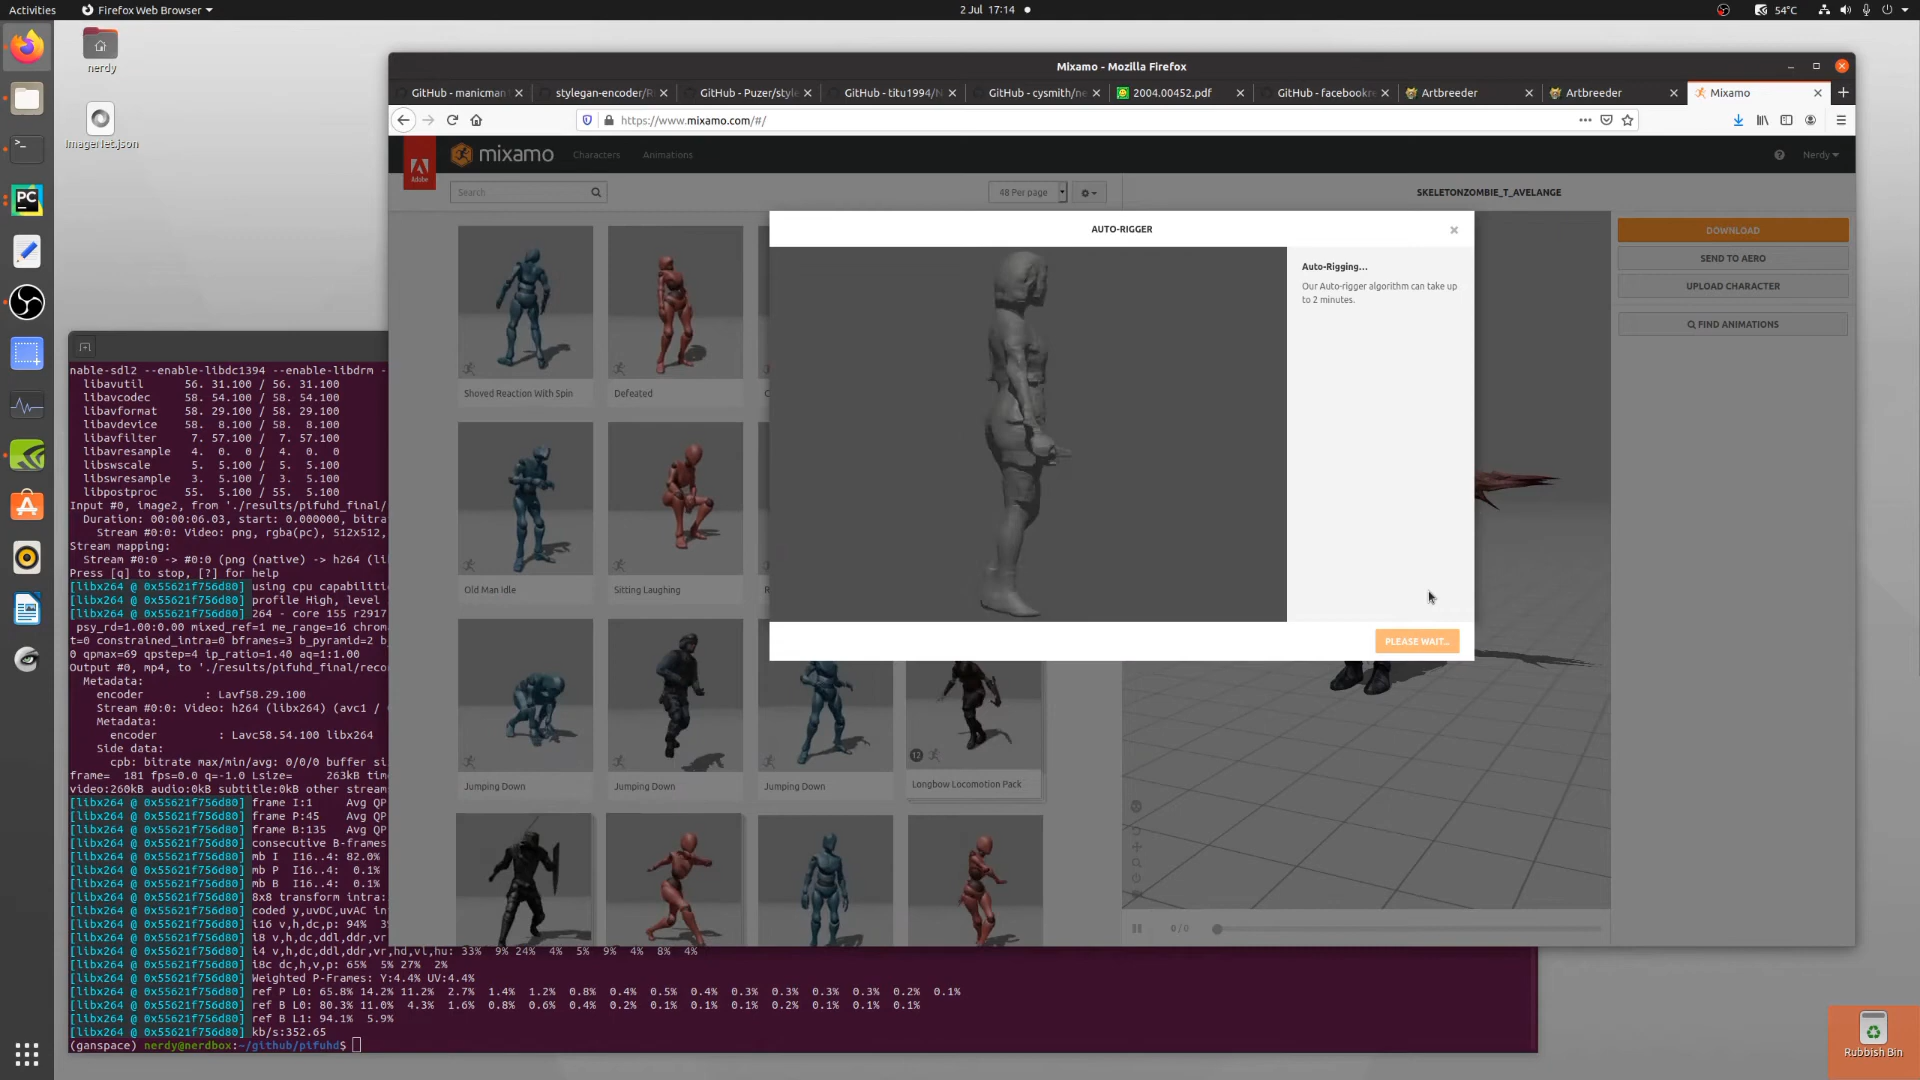 Activities
Firefox Web Browser
2 Jul 17:14
54°C
nerdy
ImageNet.json
Mixamo - Mozilla Firefox
GitHub - manicman
stylegan-encoder/R
GitHub - Puzer/style
GitHub - titu1994/N
GitHub - cysmith/ne
2004.00452.pdf
GitHub - facebookre
Artbreeder
Artbreeder
Mixamo
https://www.mixamo.com/#/
Adobe
mixamo
Characters
Animations
Nerdy
Search
48 Per page
SKELETONZOMBIE_T_AVELANGE
AUTO-RIGGER
Auto-Rigging...
Our Auto-rigger algorithm can take up
to 2 minutes.
PLEASE WAIT...
DOWNLOAD
SEND TO AERO
UPLOAD CHARACTER
FIND ANIMATIONS
Shoved Reaction With Spin
Defeated
Old Man Idle
Sitting Laughing
Jumping Down
Jumping Down
Jumping Down
12
Longbow Locomotion Pack
0/0
nable-sdl2 --enable-libdc1394 --enable-libdrm -
libavutil 56. 31.100 / 56. 31.100
libavcodec 58. 54.100 / 58. 54.100
libavformat 58. 29.100 / 58. 29.100
libavdevice 58. 8.100 / 58. 8.100
libavfilter 7. 57.100 / 7. 57.100
libavresample 4. 0. 0 / 4. 0. 0
libswscale 5. 5.100 / 5. 5.100
libswresample 3. 5.100 / 3. 5.100
libpostproc 55. 5.100 / 55. 5.100
Input #0, image2, from './results/pifuhd_final/
Duration: 00:00:06.03, start: 0.000000, bitra
Stream #0:0: Video: png, rgba(pc), 512x512,
Stream mapping:
Stream #0:0 -> #0:0 (png (native) -> h264 (li
Press [q] to stop, [?] for help
[libx264 @ 0x55621f756d80] using cpu capabiliti
[libx264 @ 0x55621f756d80] profile High, level
[libx264 @ 0x55621f756d80] 264 - core 155 r2917
psy_rd=1.00:0.00 mixed_ref=1 me_range=16 chrom
t=0 constrained_intra=0 bframes=3 b_pyramid=2 b
0 qpmax=69 qpstep=4 ip_ratio=1.40 aq=1:1.00
Output #0, mp4, to './results/pifuhd_final/reco
Metadata:
encoder : Lavf58.29.100
Stream #0:0: Video: h264 (libx264) (avc1 /
Metadata:
encoder : Lavc58.54.100 libx264
Side data:
cpb: bitrate max/min/avg: 0/0/0 buffer si
frame= 181 fps=0.0 q=-1.0 Lsize= 263kB tim
video:260kB audio:0kB subtitle:0kB other stream
[libx264 @ 0x55621f756d80] frame I:1 Avg QP
[libx264 @ 0x55621f756d80] frame P:45 Avg QP
[libx264 @ 0x55621f756d80] frame B:135 Avg QP
[libx264 @ 0x55621f756d80] consecutive B-frames
[libx264 @ 0x55621f756d80] mb I I16..4: 82.0%
[libx264 @ 0x55621f756d80] mb P I16..4: 0.1%
[libx264 @ 0x55621f756d80] mb B I16..4: 0.1%
[libx264 @ 0x55621f756d80] 8x8 transform intra:
[libx264 @ 0x55621f756d80] coded y,uvDC,uvAC in
[libx264 @ 0x55621f756d80] i16 v,h,dc,p: 94% 3
[libx264 @ 0x55621f756d80] i8 v,h,dc,ddl,ddr,vr
[libx264 @ 0x55621f756d80] i4 v,h,dc,ddl,ddr,vr,hd,vl,hu: 33% 9% 24% 4% 5% 9% 4% 8% 4%
[libx264 @ 0x55621f756d80] i8c dc,h,v,p: 65% 5% 27% 2%
[libx264 @ 0x55621f756d80] Weighted P-Frames: Y:4.4% UV:4.4%
[libx264 @ 0x55621f756d80] ref P L0: 65.8% 14.2% 11.2% 2.7% 1.4% 1.2% 0.8% 0.4% 0.5% 0.4% 0.3% 0.3% 0.3% 0.3% 0.2% 0.1%
[libx264 @ 0x55621f756d80] ref B L0: 80.3% 11.0% 4.3% 1.6% 0.8% 0.6% 0.4% 0.2% 0.1% 0.1% 0.1% 0.2% 0.1% 0.1% 0.1%
[libx264 @ 0x55621f756d80] ref B L1: 94.1% 5.9%
[libx264 @ 0x55621f756d80] kb/s:352.65
(ganspace) nerdy@nerdbox:~/github/pifuhd$
Rubbish Bin